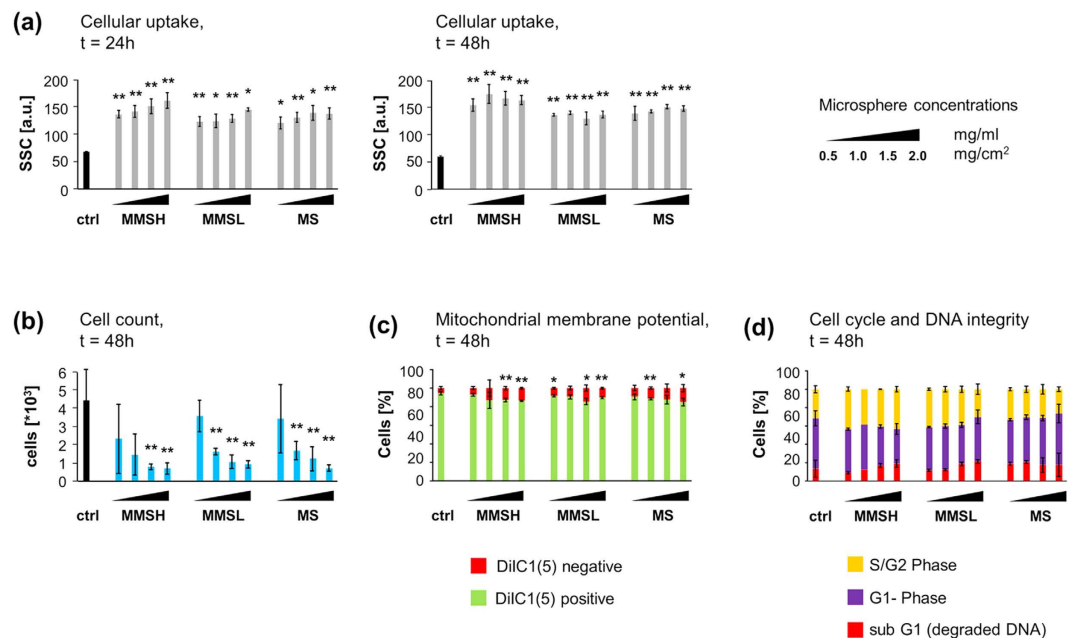 (a)
Cellular uptake,
t = 24h
SSC [a.u.]
200
150
100
50
0
** ** ** ** ** * ** * * ** * **
ctrl MMSH MMSL MS
Cellular uptake,
t = 48h
SSC [a.u.]
200
150
100
50
0
** ** ** ** ** ** ** ** ** ** ** **
ctrl MMSH MMSL MS
Microsphere concentrations
mg/ml
0.5 1.0 1.5 2.0 mg/cm²
(b)
Cell count,
t = 48h
cells [*10³]
6
5
4
3
2
1
0
** ** ** ** ** ** ** **
ctrl MMSH MMSL MS
(c)
Mitochondrial membrane potential,
t = 48h
Cells [%]
100
80
60
40
20
0
** ** * * ** ** *
ctrl MMSH MMSL MS
DilC1(5) negative
DilC1(5) positive
(d)
Cell cycle and DNA integrity
t = 48h
Cells [%]
100
80
60
40
20
0
ctrl MMSH MMSL MS
S/G2 Phase
G1- Phase
sub G1 (degraded DNA)